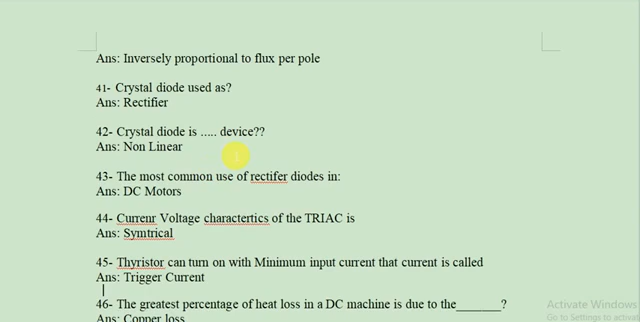 Ans: Inversely proportional to flux per pole
41- Crystal diode used as?
Ans: Rectifier
42- Crystal diode is ..... device??
Ans: Non Linear
43- The most common use of rectifer diodes in:
Ans: DC Motors
44- Currenr Voltage charactertics of the TRIAC is
Ans: Symtrical
45- Thyristor can turn on with Minimum input current that current is called
Ans: Trigger Current
46- The greatest percentage of heat loss in a DC machine is due to the_______?
Ans: Copper loss
Activate Windows
Go to Settings to activat